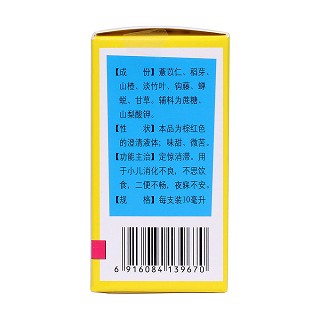 【成 份】薏苡仁、稻芽、
山楂、淡竹叶、钩藤、蝉
蜕、甘草。辅料为蔗糖、
山梨酸钾。
【性 状】本品为棕红色
的澄清液体；味甜、微苦。
【功能主治】定惊消滞。用
于小儿消化不良，不思饮
食，二便不畅，夜寐不安。
【规 格】每支装10毫升
6 916084 139670